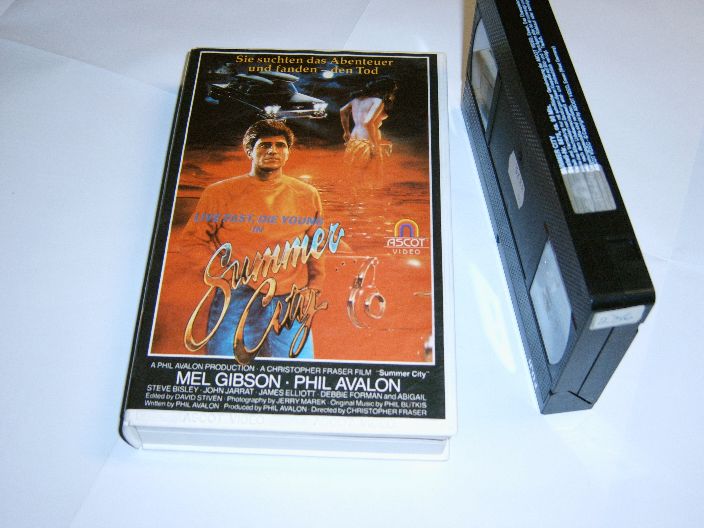 Sie suchten das Abenteuer
und fanden - den Tod
LIVE FAST, DIE YOUNG
IN
Summer
City
ASCOT
VIDEO
A PHIL AVALON PRODUCTION · A CHRISTOPHER FRASER FILM "Summer City"
MEL GIBSON · PHIL AVALON
STEVE BISLEY · JOHN JARRAT · JAMES ELLIOTT · DEBBIE FORMAN and ABIGAIL
Edited by DAVID STIVEN · Photography by JERRY MAREK · Original Music by PHIL BUTKIS
Written by PHIL AVALON · Produced by PHIL AVALON · Directed by CHRISTOPHER FRASER